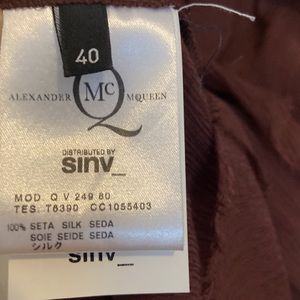 40
ALEXANDER McQ MCQUEEN
DISTRIBUTED BY
SINV
MOD. Q V 249 80
TES. T6390 CC1055403
100% SETA SILK SEDA
SOIE SEIDE SEDA
シルク
SINV